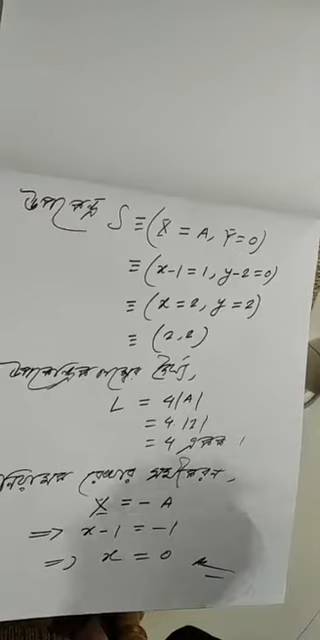 উপকেন্দ্র S ≡ (X = A, Y = 0)
≡ (x-1 = 1, y-2 = 0)
≡ (x = 2, y = 2)
≡ (2, 2)
উপকেন্দ্রিক লম্বের দৈর্ঘ্য,
L = 4|A|
= 4.|1|
= 4 একক।
নিয়ামক রেখার সমীকরণ,
X = - A
=> x-1 = -1
=> x = 0